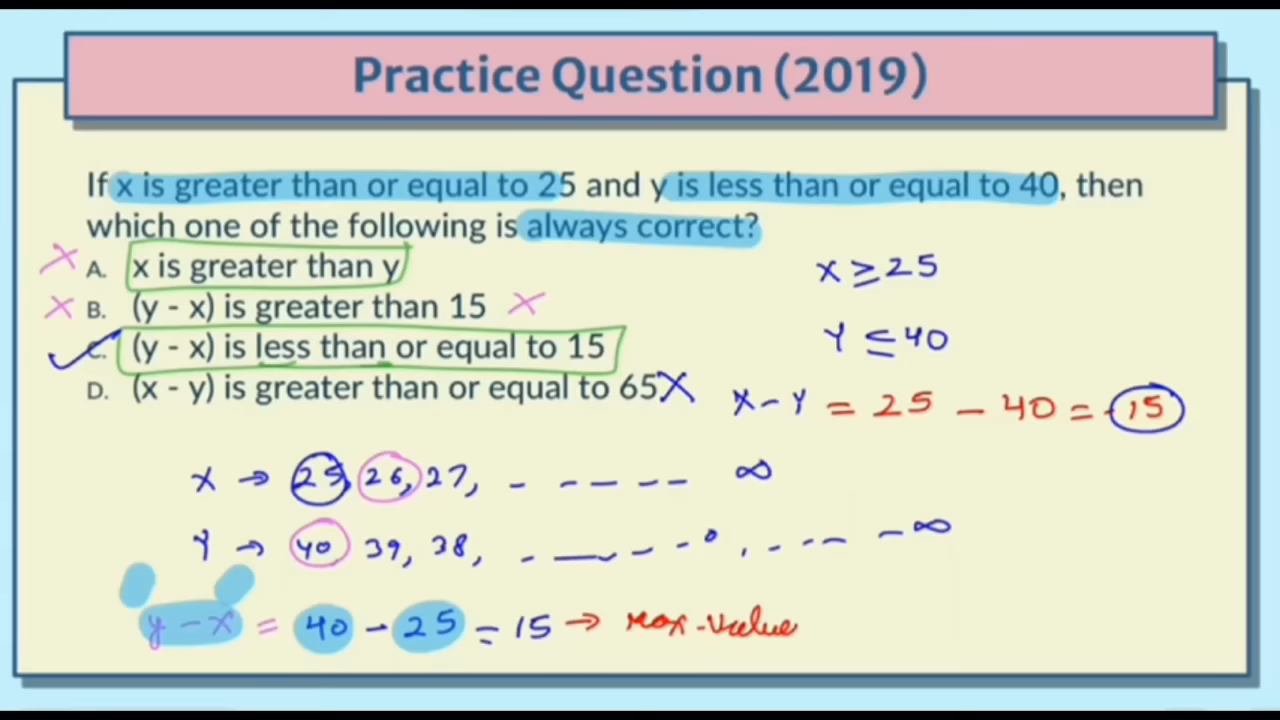 Practice Question (2019)
If x is greater than or equal to 25 and y is less than or equal to 40, then
which one of the following is always correct?
A. x is greater than y
B. (y - x) is greater than 15
C. (y - x) is less than or equal to 15
D. (x - y) is greater than or equal to 65
x ≥ 25
Y ≤ 40
X - Y = 25 - 40 = -15
X → 25, 26, 27, - - - - - - ∞
Y → 40 39, 38, - - - - - 0, - - - - -∞
y - x = 40 - 25 = 15 → max-value